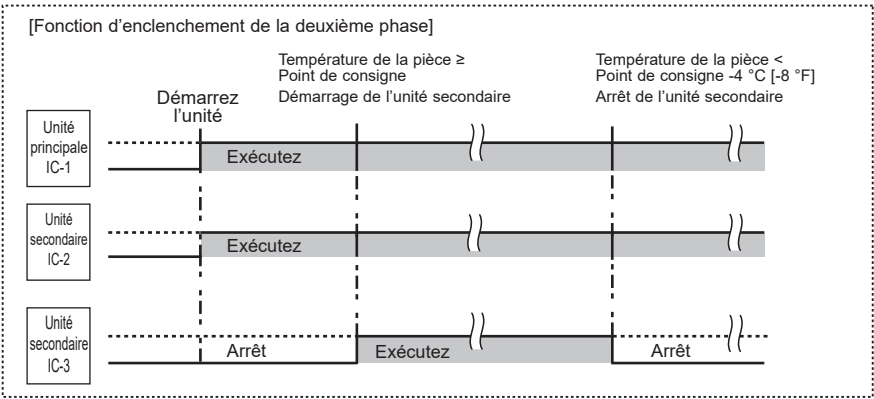 [Fonction d’enclenchement de la deuxième phase]
Température de la pièce ≥
Point de consigne
Démarrage de l’unité secondaire
Température de la pièce <
Point de consigne -4 °C [-8 °F]
Arrêt de l’unité secondaire
Démarrez
l’unité
Unité
principale
IC-1
Exécutez
Unité
secondaire
IC-2
Exécutez
Unité
secondaire
IC-3
Arrêt
Exécutez
Arrêt